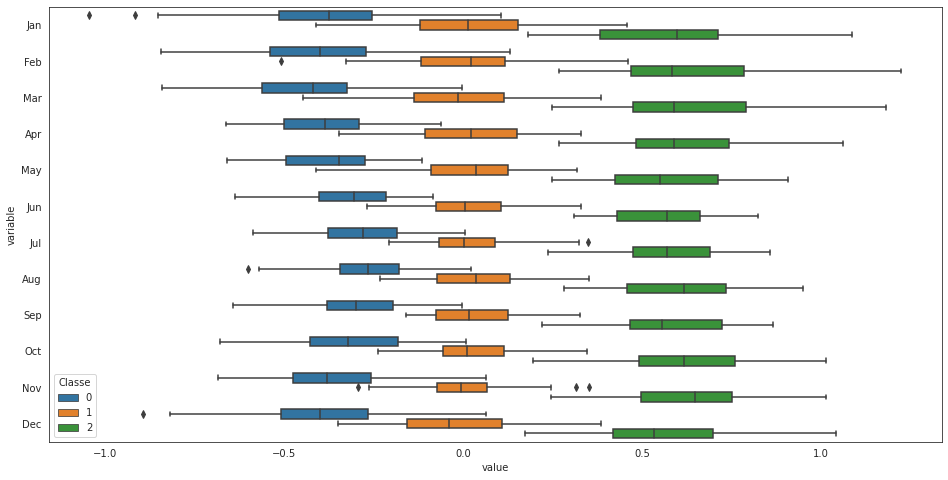 Jan
Feb
Mar
Apr
May
Jun
Jul
Aug
Sep
Oct
Nov
Dec
variable
Classe
0
1
2
−1.0 −0.5 0.0 0.5 1.0
value